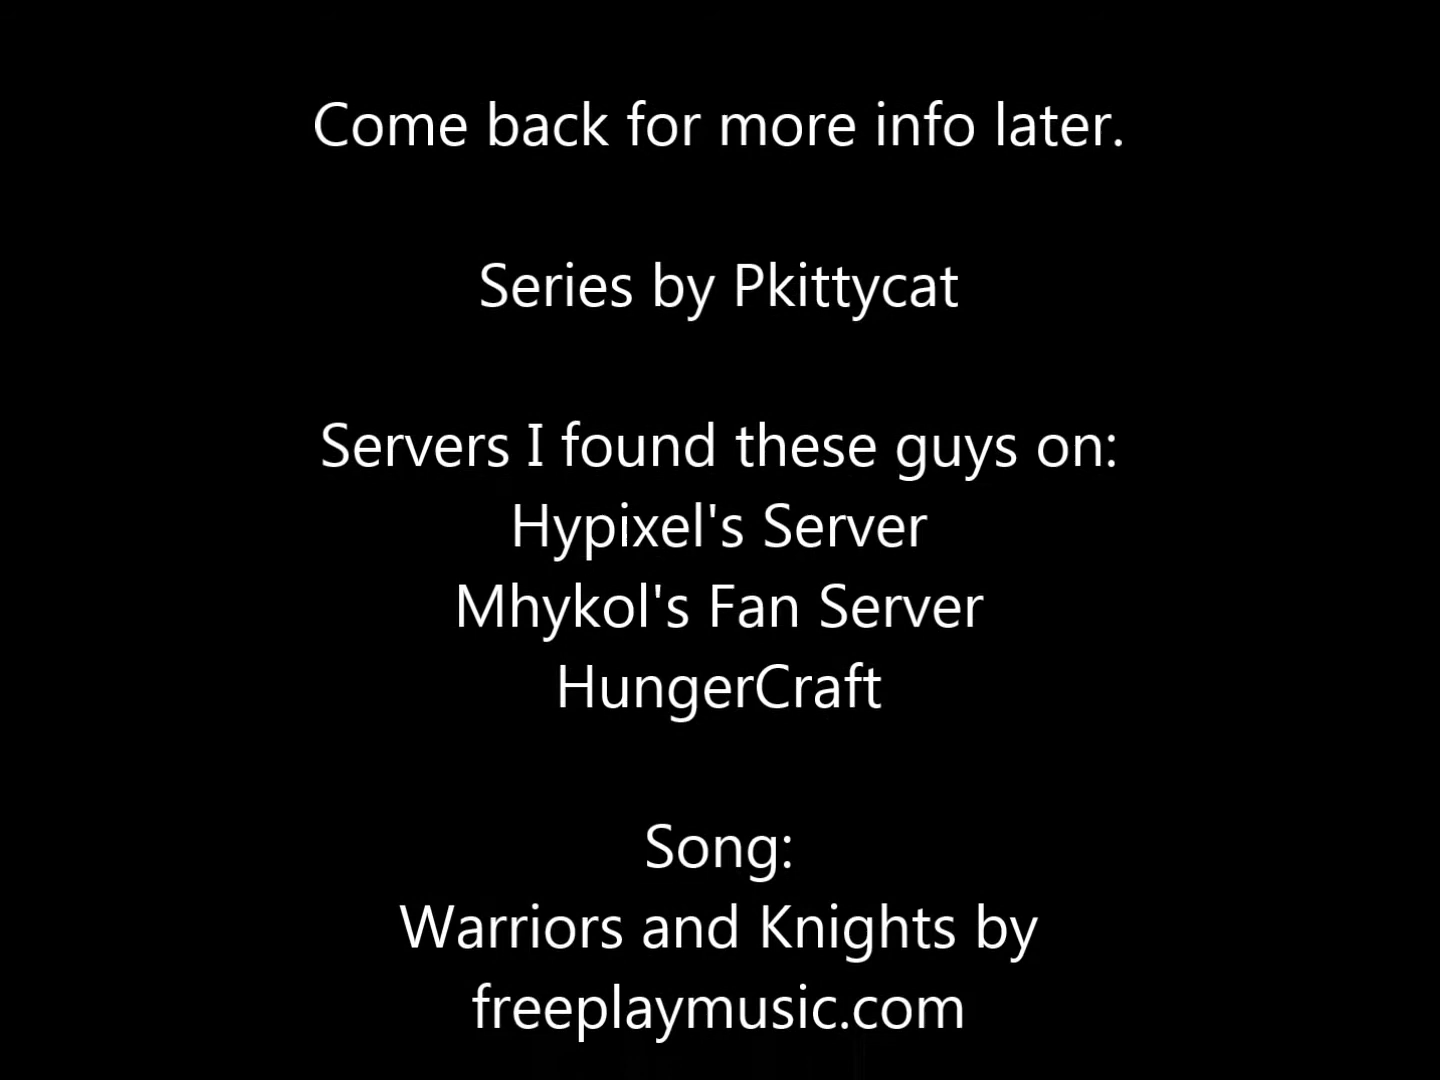 Come back for more info later.
Series by Pkittycat
Servers I found these guys on:
Hypixel's Server
Mhykol's Fan Server
HungerCraft
Song:
Warriors and Knights by
freeplaymusic.com